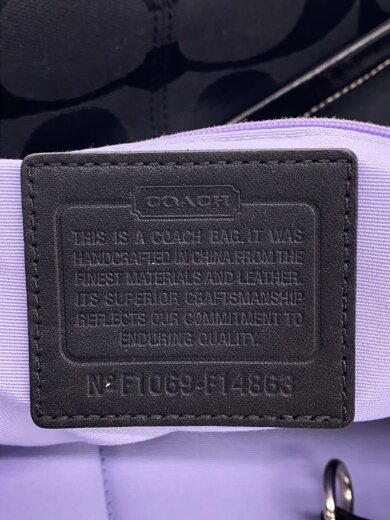 COACH
THIS IS A COACH BAG. IT WAS
HANDCRAFTED IN CHINA FROM THE
FINEST MATERIALS AND LEATHER.
ITS SUPERIOR CRAFTSMANSHIP
REFLECTS OUR COMMITMENT TO
ENDURING QUALITY.
Nº F1069-F14863